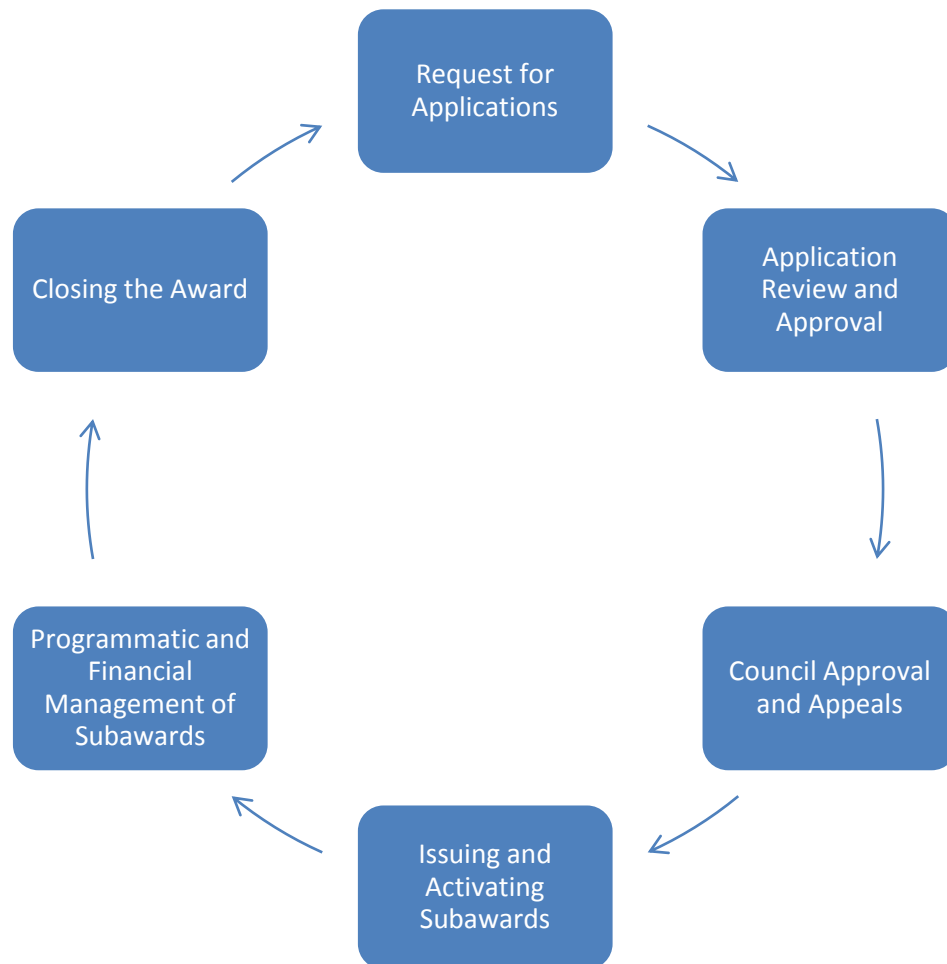 Request for
Applications
Application
Review and
Approval
Council Approval
and Appeals
Issuing and
Activating
Subawards
Programmatic and
Financial
Management of
Subawards
Closing the Award